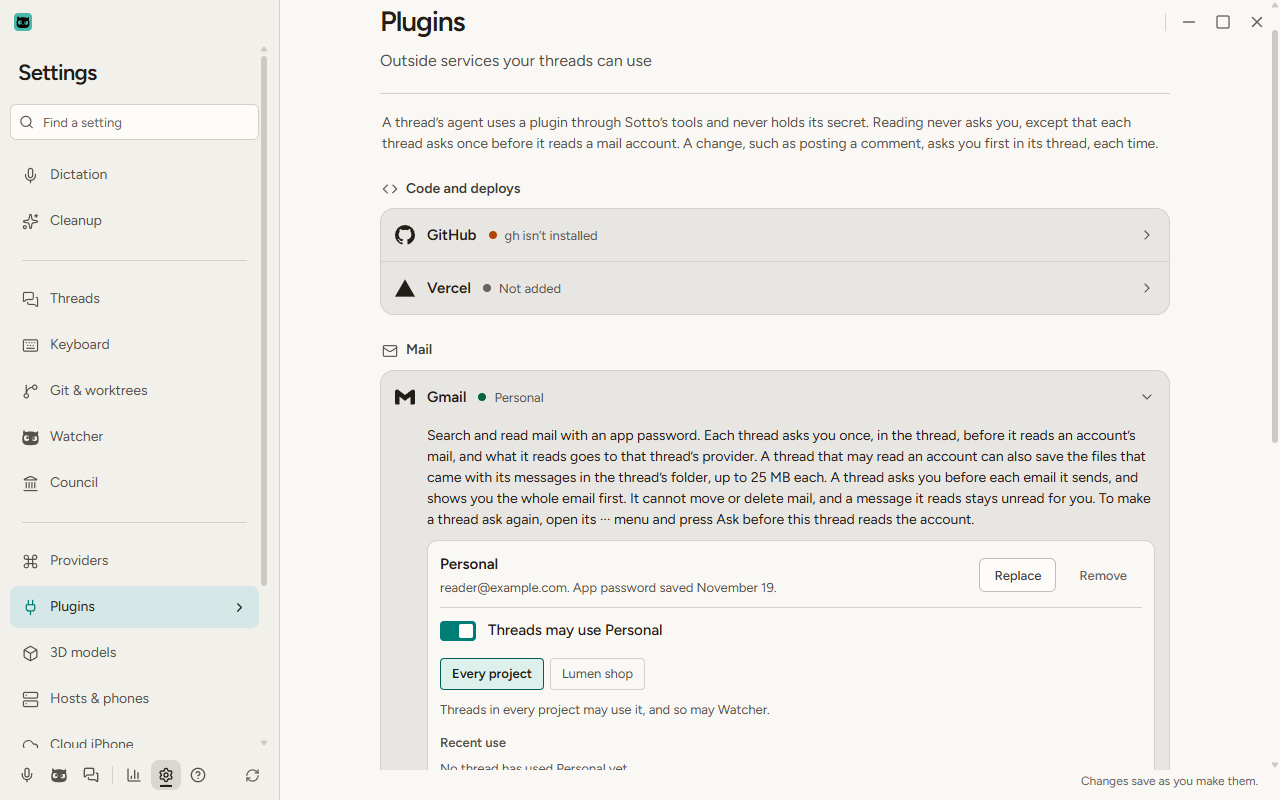 Plugins
Outside services your threads can use
Settings
Find a setting
Dictation
Cleanup
Threads
Keyboard
Git & worktrees
Watcher
Council
Providers
Plugins
3D models
Hosts & phones
Cloud iPhone
A thread's agent uses a plugin through Sotto's tools and never holds its secret. Reading never asks you, except that each
thread asks once before it reads a mail account. A change, such as posting a comment, asks you first in its thread, each time.
Code and deploys
GitHub gh isn't installed
Vercel Not added
Mail
Gmail Personal
Search and read mail with an app password. Each thread asks you once, in the thread, before it reads an account's
mail, and what it reads goes to that thread's provider. A thread that may read an account can also save the files that
came with its messages in the thread's folder, up to 25 MB each. A thread asks you before each email it sends, and
shows you the whole email first. It cannot move or delete mail, and a message it reads stays unread for you. To make
a thread ask again, open its ··· menu and press Ask before this thread reads the account.
Personal
reader@example.com. App password saved November 19.
Replace
Remove
Threads may use Personal
Every project
Lumen shop
Threads in every project may use it, and so may Watcher.
Recent use
No thread has used Personal yet
Changes save as you make them.